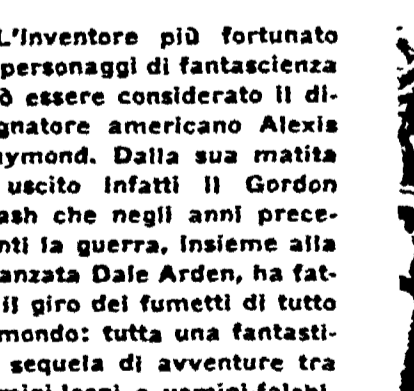 L'inventore più fortunato
personaggi di fantascienza
ò essere considerato il di-
gnatore americano Alexis
aymond. Dalla sua matita
uscito infatti il Gordon
ash che negli anni prece-
nti la guerra, insieme alla
anzata Dale Arden, ha fat-
il giro dei fumetti di tutto
mondo: tutta una fantasti-
sequela di avventure tra